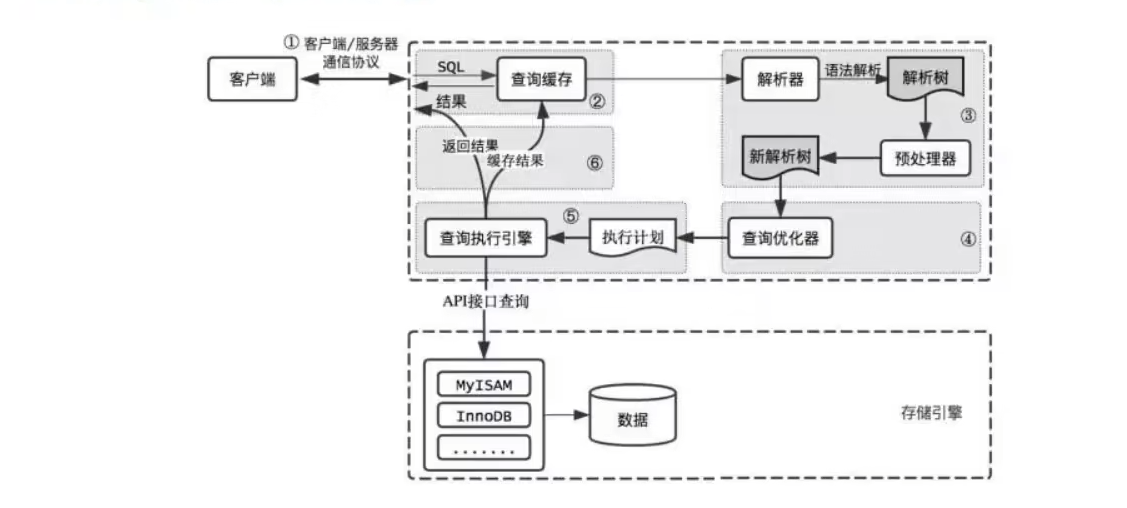 ① 客户端/服务器
通信协议
客户端
SQL
结果
查询缓存
②
解析器
语法解析
解析树
③
返回结果
缓存结果
⑥
新解析树
预处理器
查询执行引擎
⑤
执行计划
查询优化器
④
API接口查询
MyISAM
InnoDB
.......
数据
存储引擎